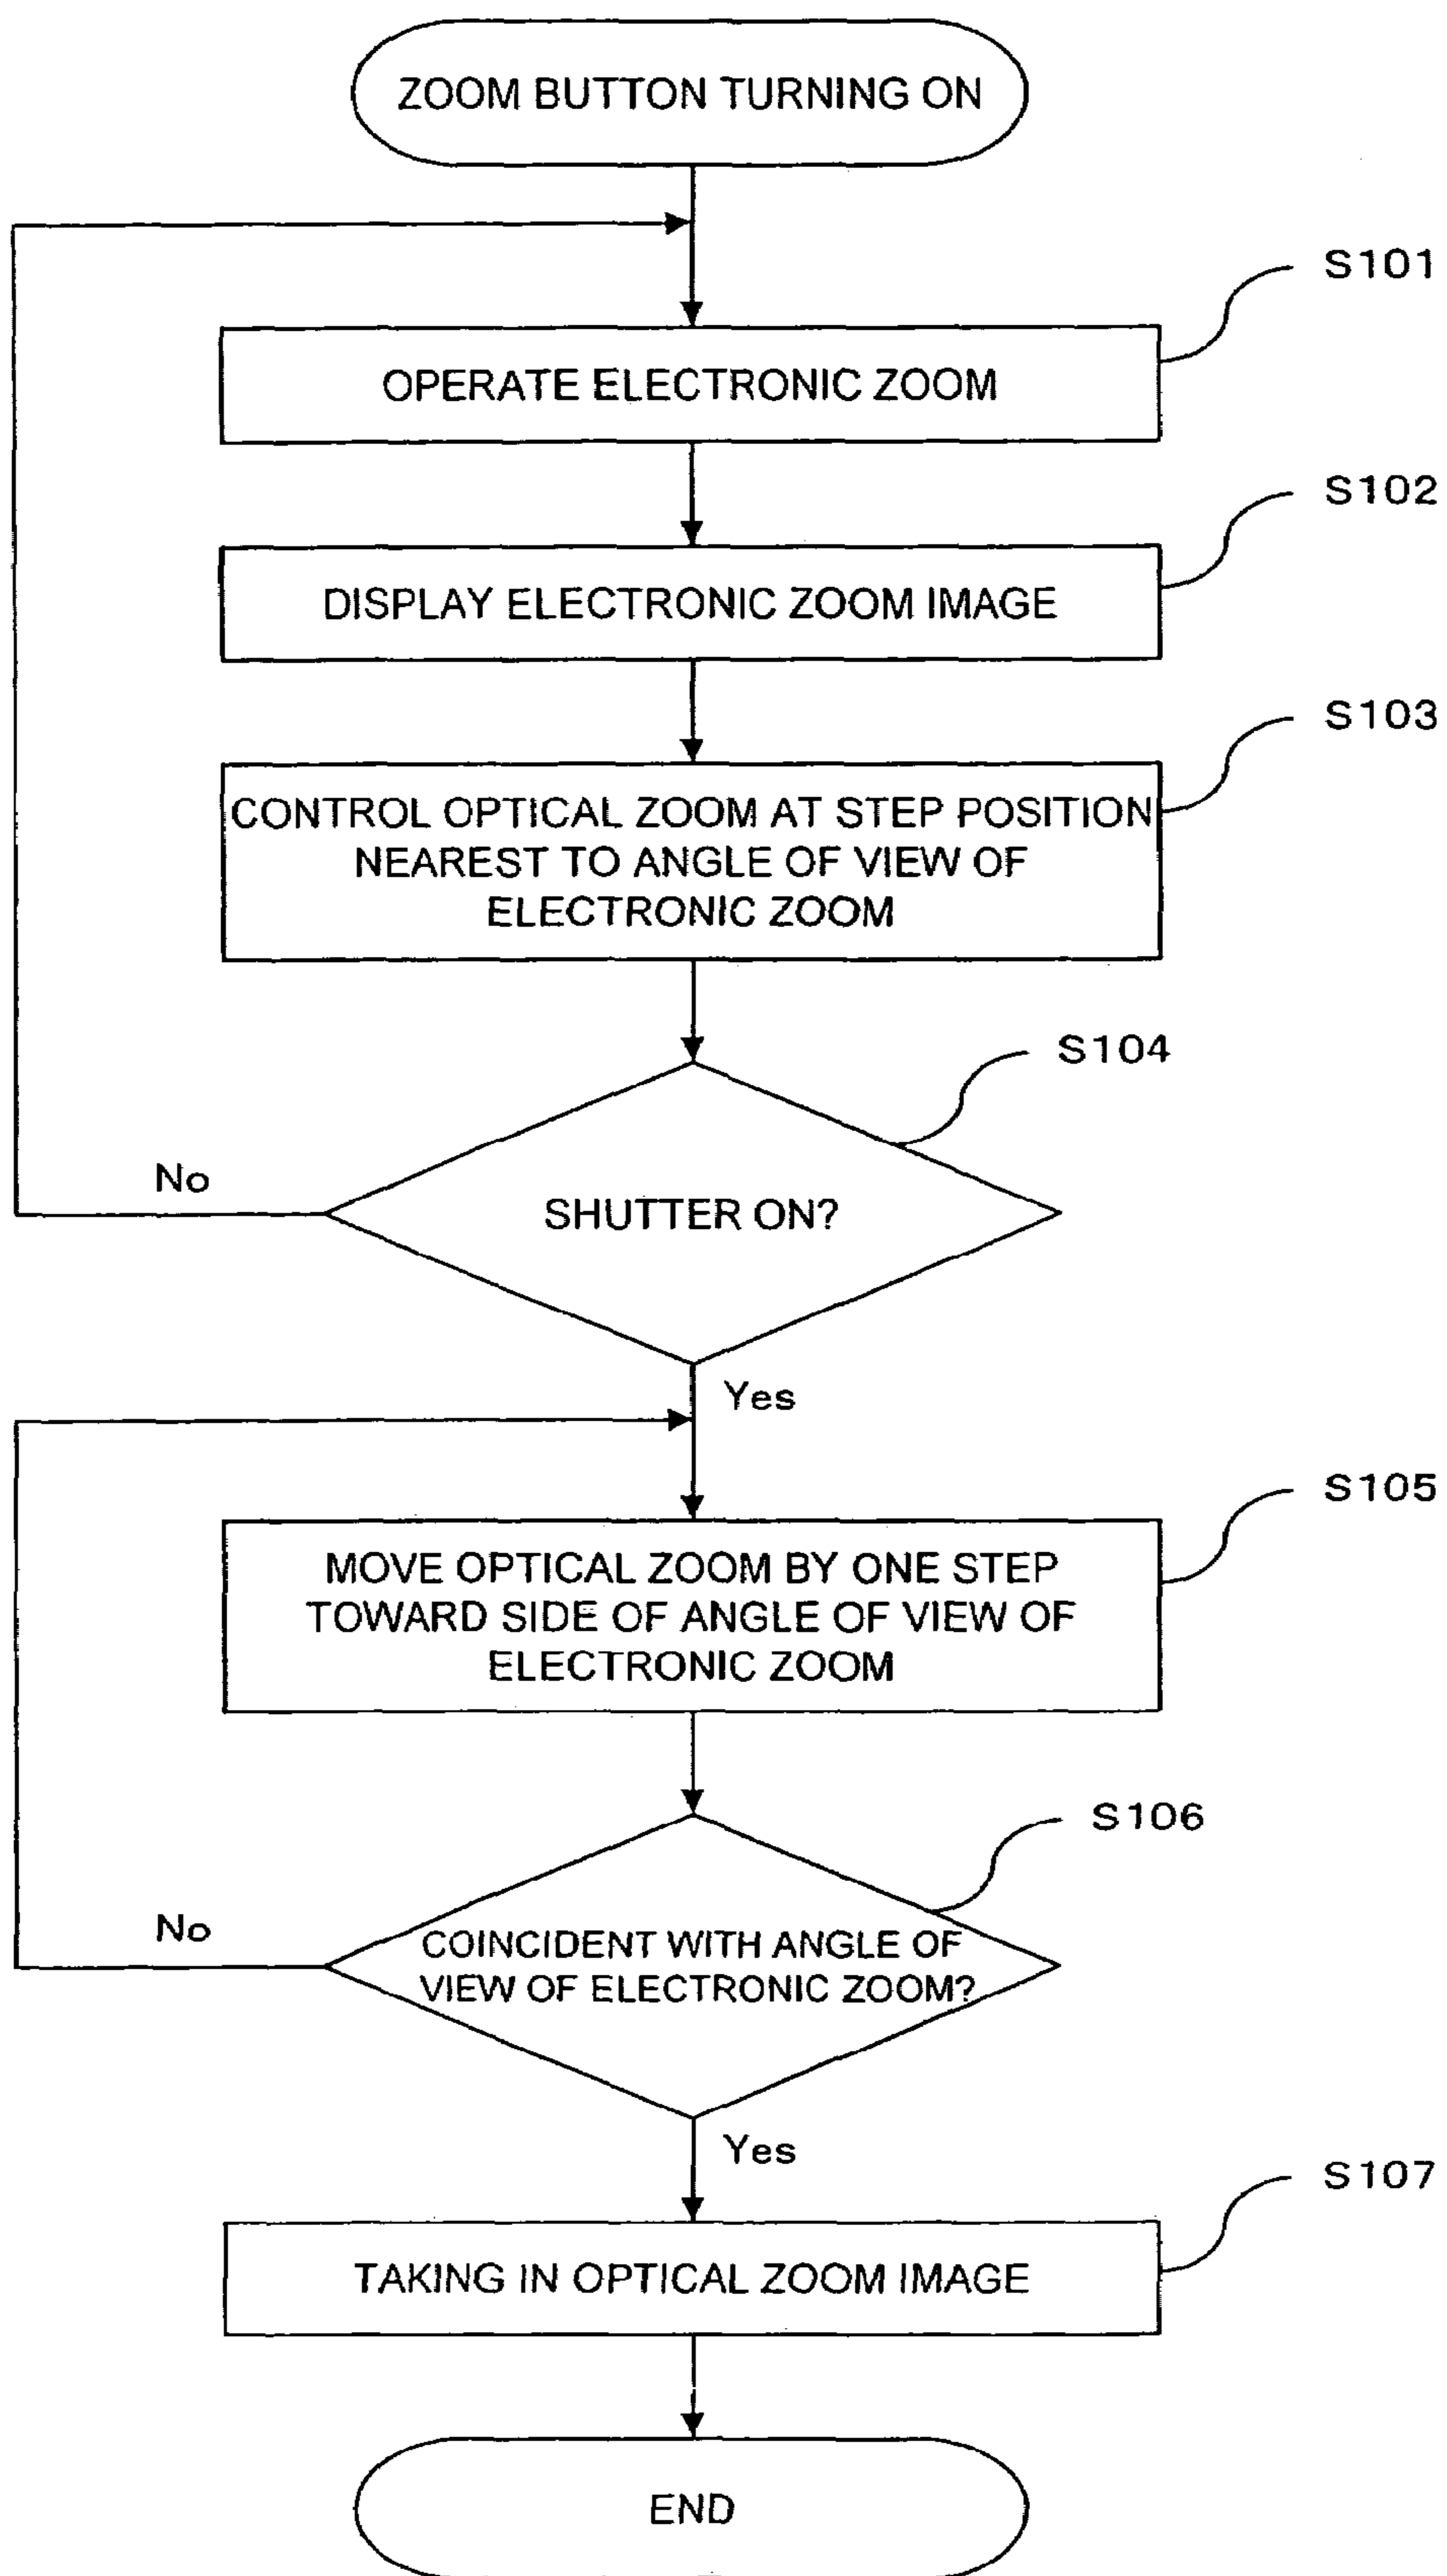 ZOOM BUTTON TURNING ON
S101
OPERATE ELECTRONIC ZOOM
S102
DISPLAY ELECTRONIC ZOOM IMAGE
S103
CONTROL OPTICAL ZOOM AT STEP POSITION
NEAREST TO ANGLE OF VIEW OF
ELECTRONIC ZOOM
S104
No
SHUTTER ON?
Yes
S105
MOVE OPTICAL ZOOM BY ONE STEP
TOWARD SIDE OF ANGLE OF VIEW OF
ELECTRONIC ZOOM
S106
No
COINCIDENT WITH ANGLE OF
VIEW OF ELECTRONIC ZOOM?
Yes
S107
TAKING IN OPTICAL ZOOM IMAGE
END